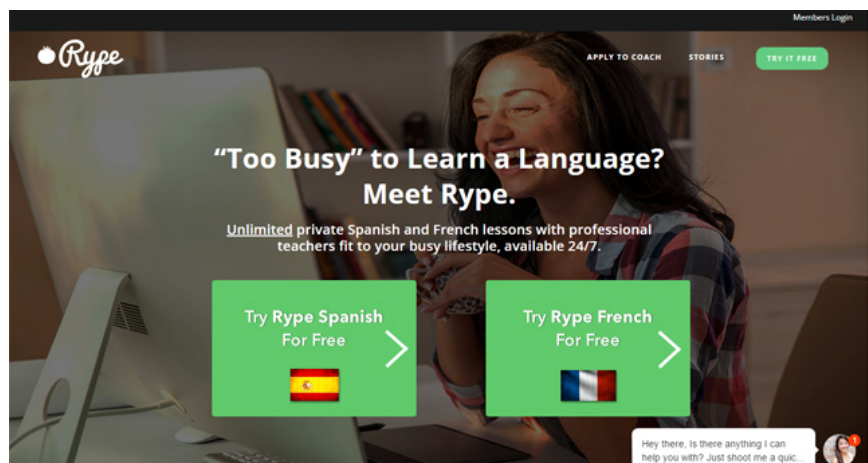 Members Login
Rype
APPLY TO COACH
STORIES
TRY IT FREE
“Too Busy” to Learn a Language?
Meet Rype.
Unlimited private Spanish and French lessons with professional
teachers fit to your busy lifestyle, available 24/7.
Try Rype Spanish
For Free
Try Rype French
For Free
Hey there, Is there anything I can
help you with? Just shoot me a quic...
1